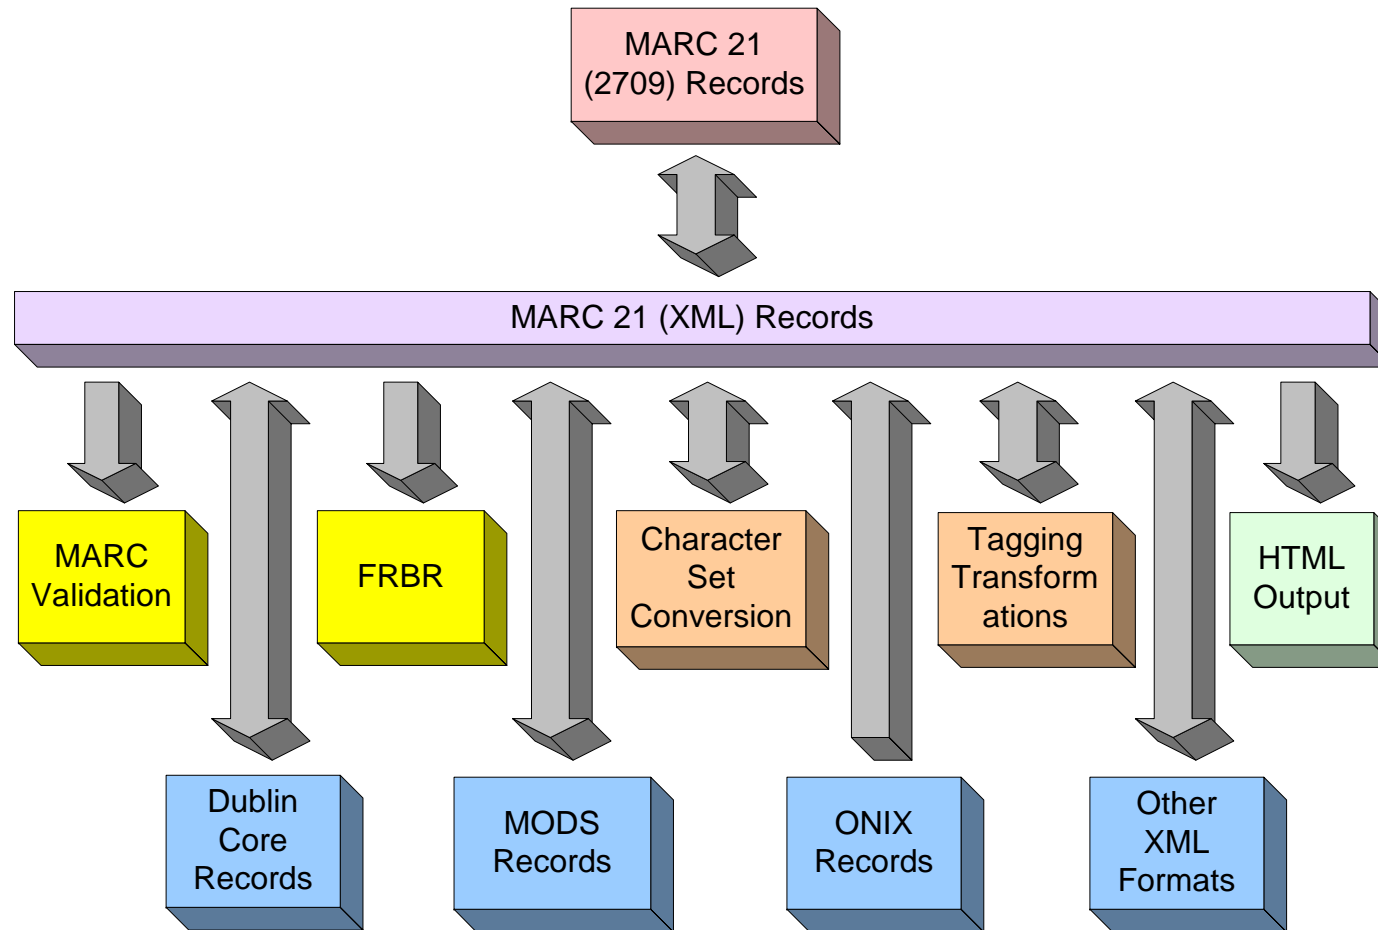 MARC 21
(2709) Records
MARC 21 (XML) Records
MARC
Validation
FRBR
Character
Set
Conversion
Tagging
Transform
ations
HTML
Output
Dublin
Core
Records
MODS
Records
ONIX
Records
Other
XML
Formats